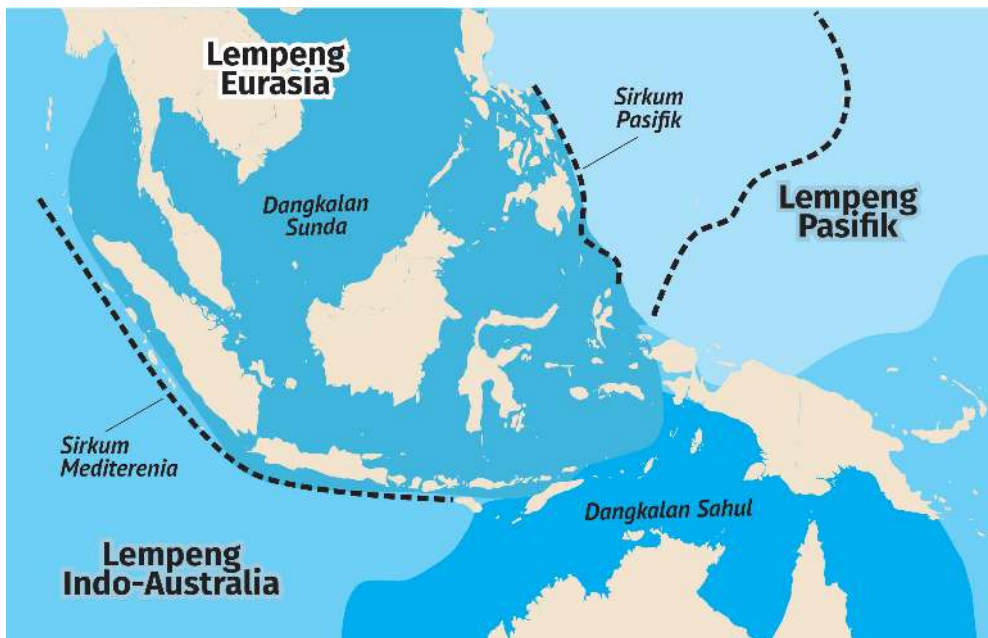 Lempeng
Eurasia
Sirkum
Pasifik
Dangkalan
Sunda
Lempeng
Pasifik
Sirkum
Mediterenia
Dangkalan Sahul
Lempeng
Indo-Australia